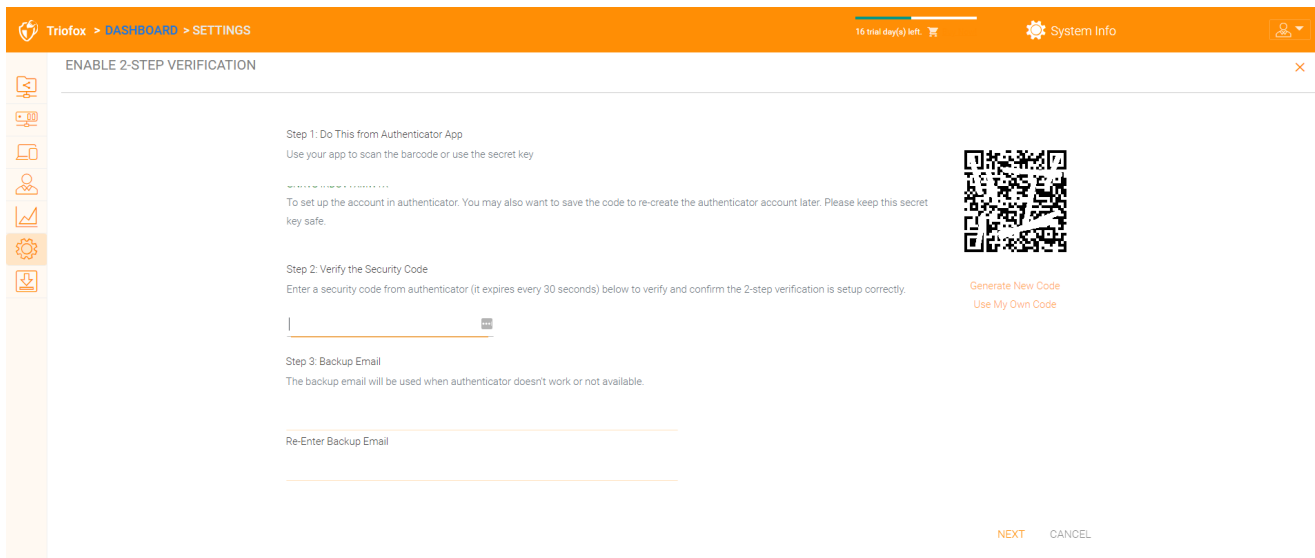 Triofox > DASHBOARD > SETTINGS
16 trial day(s) left.
System Info
ENABLE 2-STEP VERIFICATION
Step 1: Do This from Authenticator App
Use your app to scan the barcode or use the secret key
To set up the account in authenticator. You may also want to save the code to re-create the authenticator account later. Please keep this secret
key safe.
Step 2: Verify the Security Code
Enter a security code from authenticator (it expires every 30 seconds) below to verify and confirm the 2-step verification is setup correctly.
Generate New Code
Use My Own Code
Step 3: Backup Email
The backup email will be used when authenticator doesn't work or not available.
Re-Enter Backup Email
NEXT CANCEL